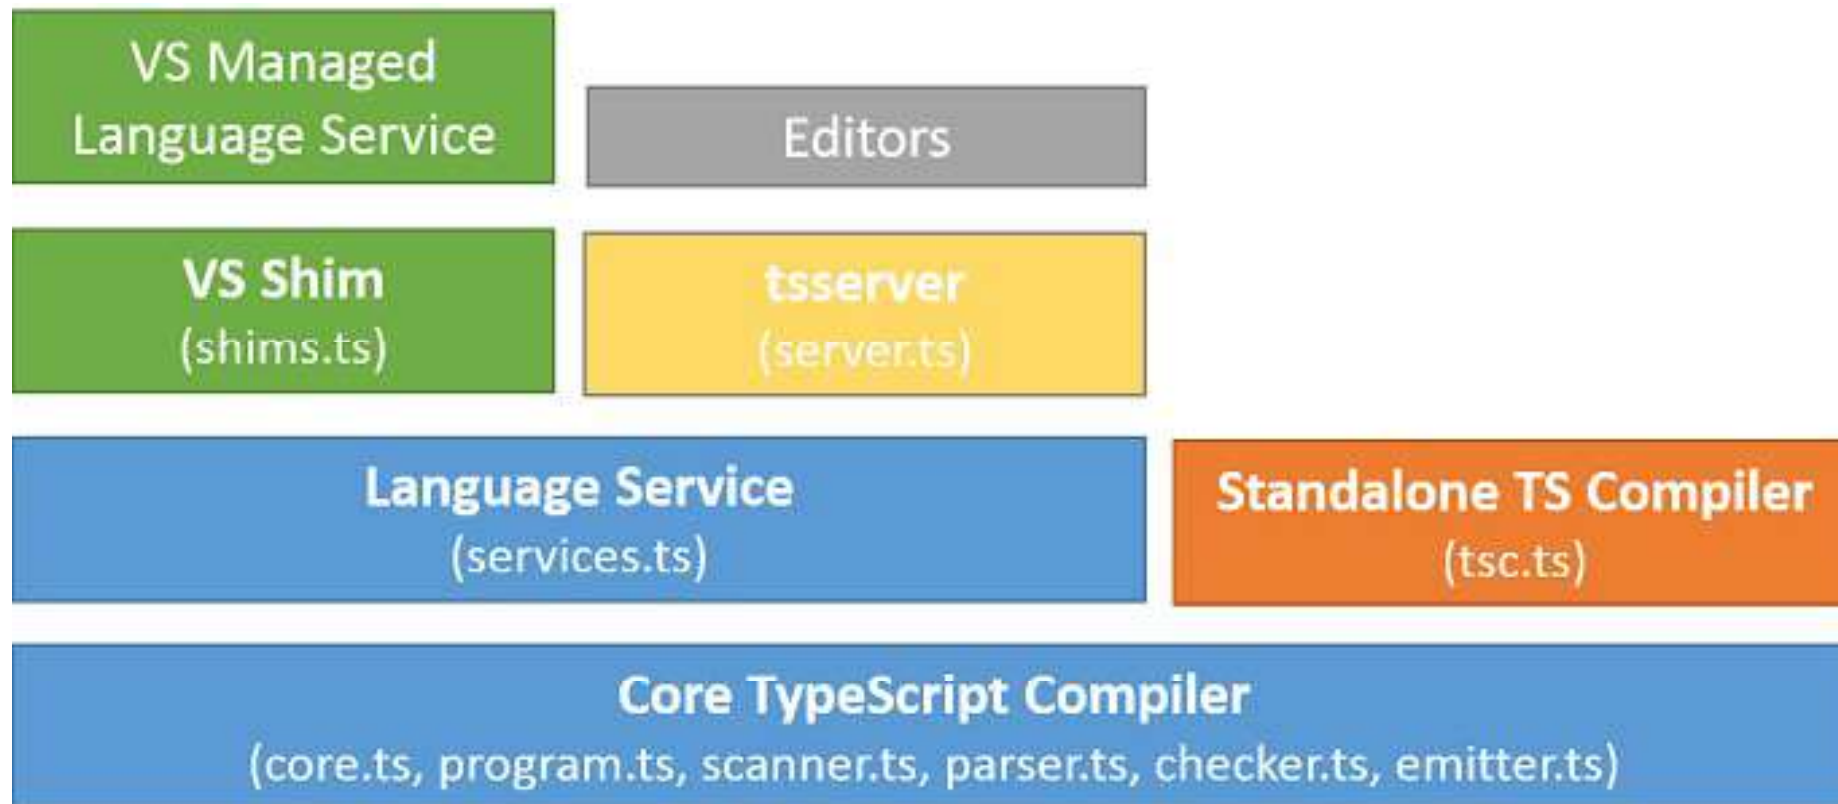 VS Managed
Language Service
Editors
VS Shim
(shims.ts)
tsserver
(server.ts)
Language Service
(services.ts)
Standalone TS Compiler
(tsc.ts)
Core TypeScript Compiler
(core.ts, program.ts, scanner.ts, parser.ts, checker.ts, emitter.ts)